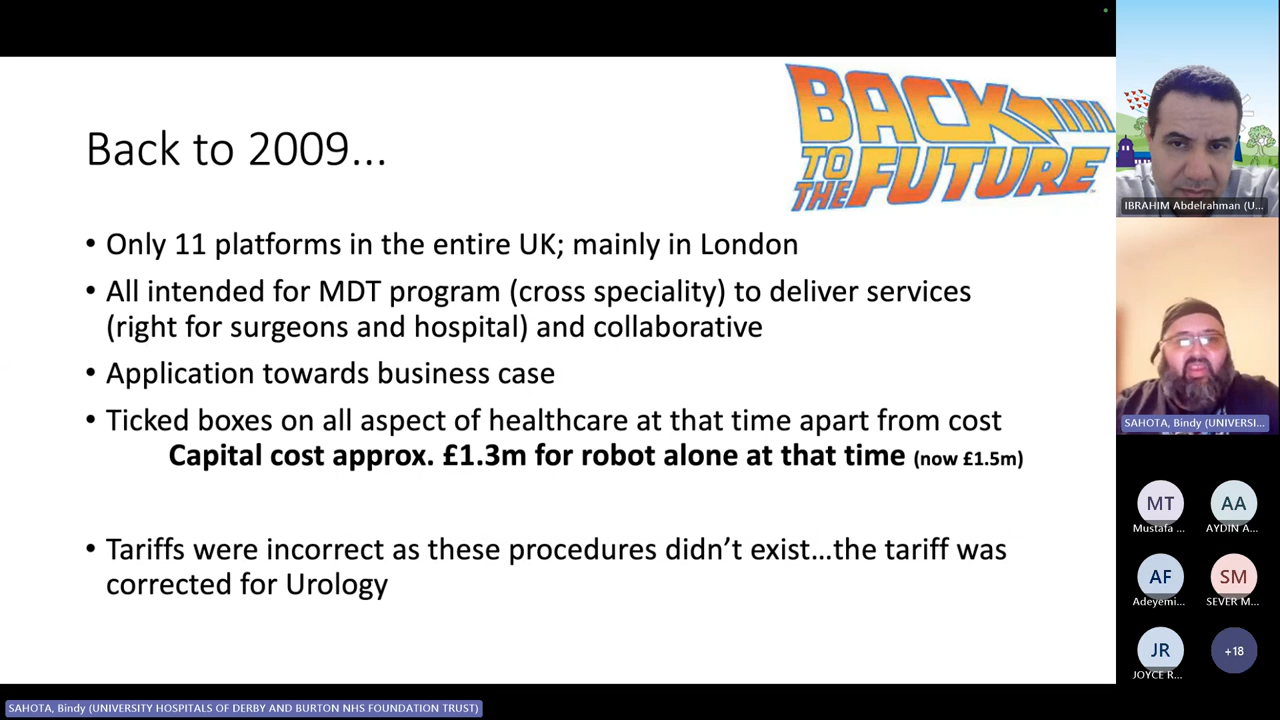 Back to 2009...
BACK
TO
THE
FUTURE
• Only 11 platforms in the entire UK; mainly in London
• All intended for MDT program (cross speciality) to deliver services
(right for surgeons and hospital) and collaborative
• Application towards business case
• Ticked boxes on all aspect of healthcare at that time apart from cost
Capital cost approx. £1.3m for robot alone at that time (now £1.5m)
• Tariffs were incorrect as these procedures didn't exist...the tariff was
corrected for Urology
IBRAHIM Abdelrahman (U...
SAHOTA, Bindy (UNIVERSI...
MT
Mustafa ...
AA
AYDIN A...
AF
Adeyemi...
SM
SEVER M...
JR
JOYCE R...
+18
SAHOTA, Bindy (UNIVERSITY HOSPITALS OF DERBY AND BURTON NHS FOUNDATION TRUST)